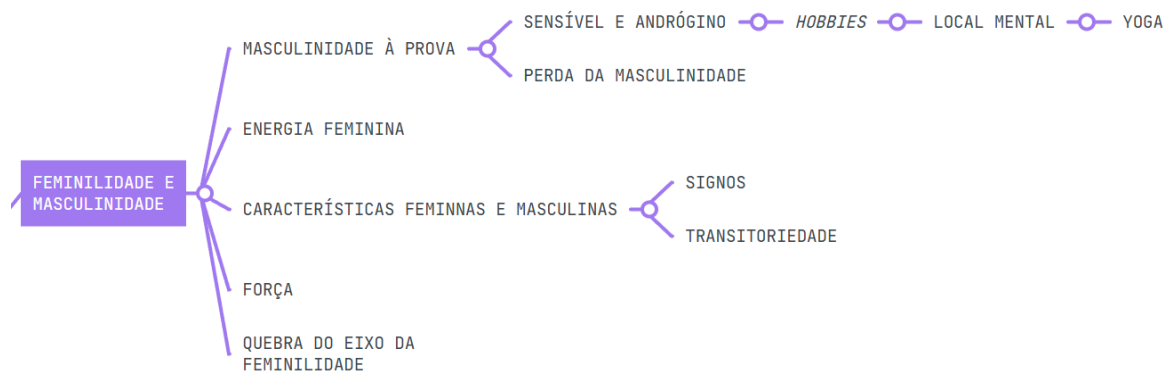 SENSÍVEL E ANDRÓGINO
HOBBIES
LOCAL MENTAL
YOGA
MASCULINIDADE À PROVA
PERDA DA MASCULINIDADE
ENERGIA FEMININA
FEMINILIDADE E
MASCULINIDADE
SIGNOS
CARACTERÍSTICAS FEMINNAS E MASCULINAS
TRANSITORIEDADE
FORÇA
QUEBRA DO EIXO DA
FEMINILIDADE